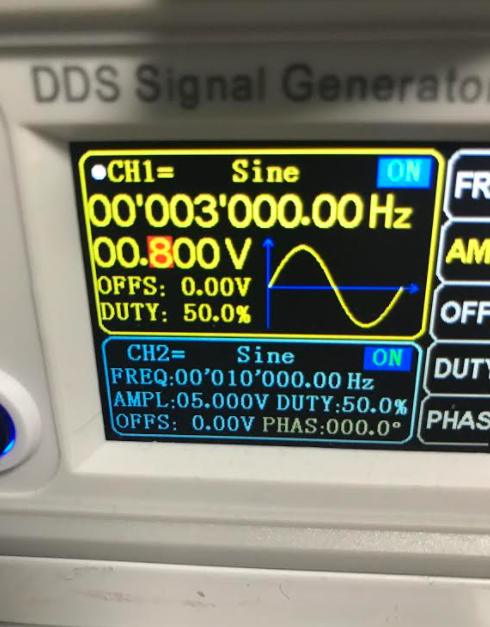 DDS Signal Generator
CH1= Sine ON
00'003'000.00 Hz
00.800 V
OFFS: 0.00V
DUTY: 50.0%
CH2= Sine ON
FREQ:00'010'000.00 Hz
AMPL:05.000V DUTY:50.0%
OFFS: 0.00V PHAS:000.0°
FR
AM
OFF
DUTY
PHAS